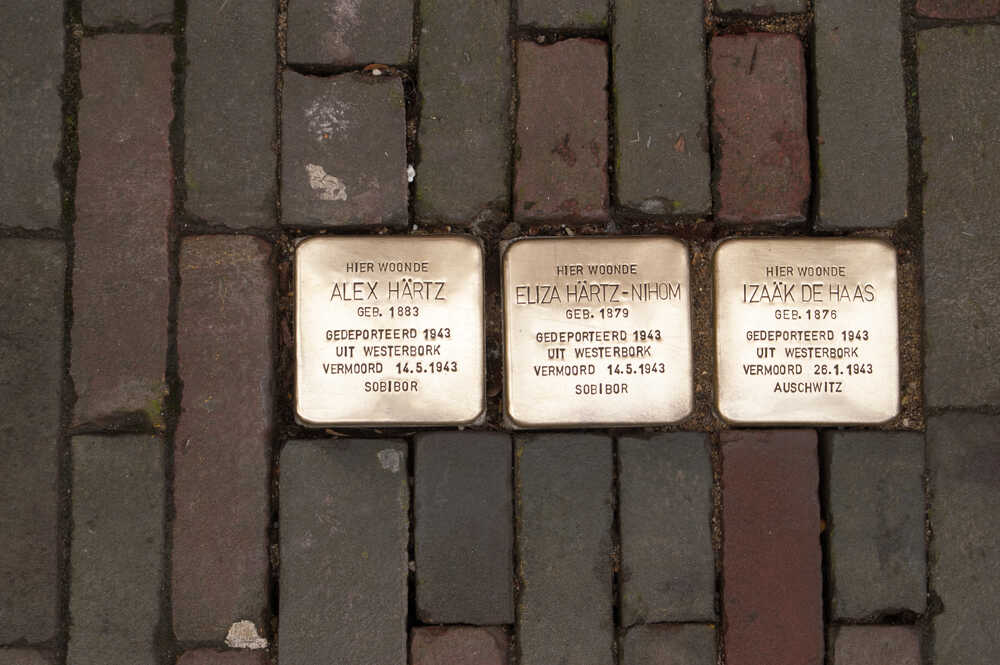 HIER WOONDE
ALEX HÄRTZ
GEB. 1883
GEDEPORTEERD 1943
UIT WESTERBORK
VERMOORD 14.5.1943
SOBIBOR
HIER WOONDE
ELIZA HÄRTZ-NIHOM
GEB. 1879
GEDEPORTEERD 1943
UIT WESTERBORK
VERMOORD 14.5.1943
SOBIBOR
HIER WOONDE
IZAÄK DE HAAS
GEB. 1876
GEDEPORTEERD 1943
UIT WESTERBORK
VERMOORD 26.1.1943
AUSCHWITZ